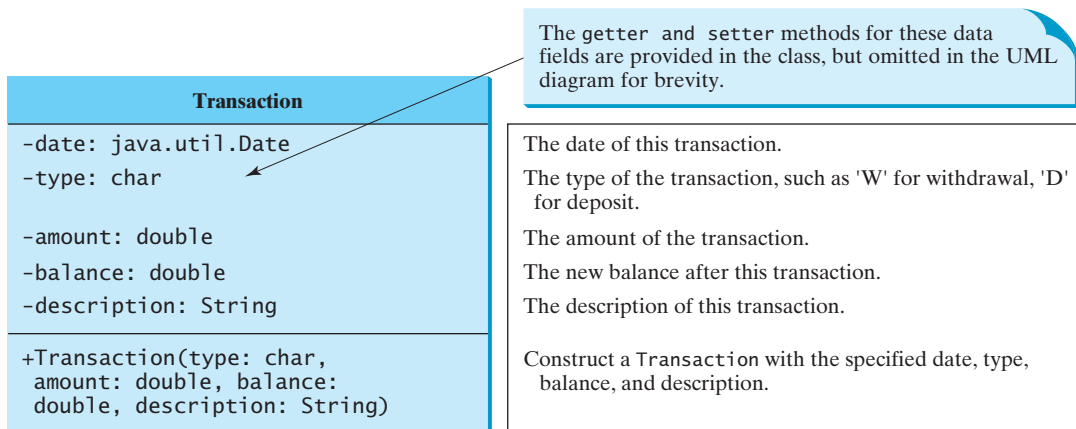 The getter and setter methods for these data
fields are provided in the class, but omitted in the UML
diagram for brevity.
Transaction
-date: java.util.Date
The date of this transaction.
-type: char
The type of the transaction, such as 'W' for withdrawal, 'D'
for deposit.
-amount: double
The amount of the transaction.
-balance: double
The new balance after this transaction.
-description: String
The description of this transaction.
+Transaction(type: char,
amount: double, balance:
double, description: String)
Construct a Transaction with the specified date, type,
balance, and description.